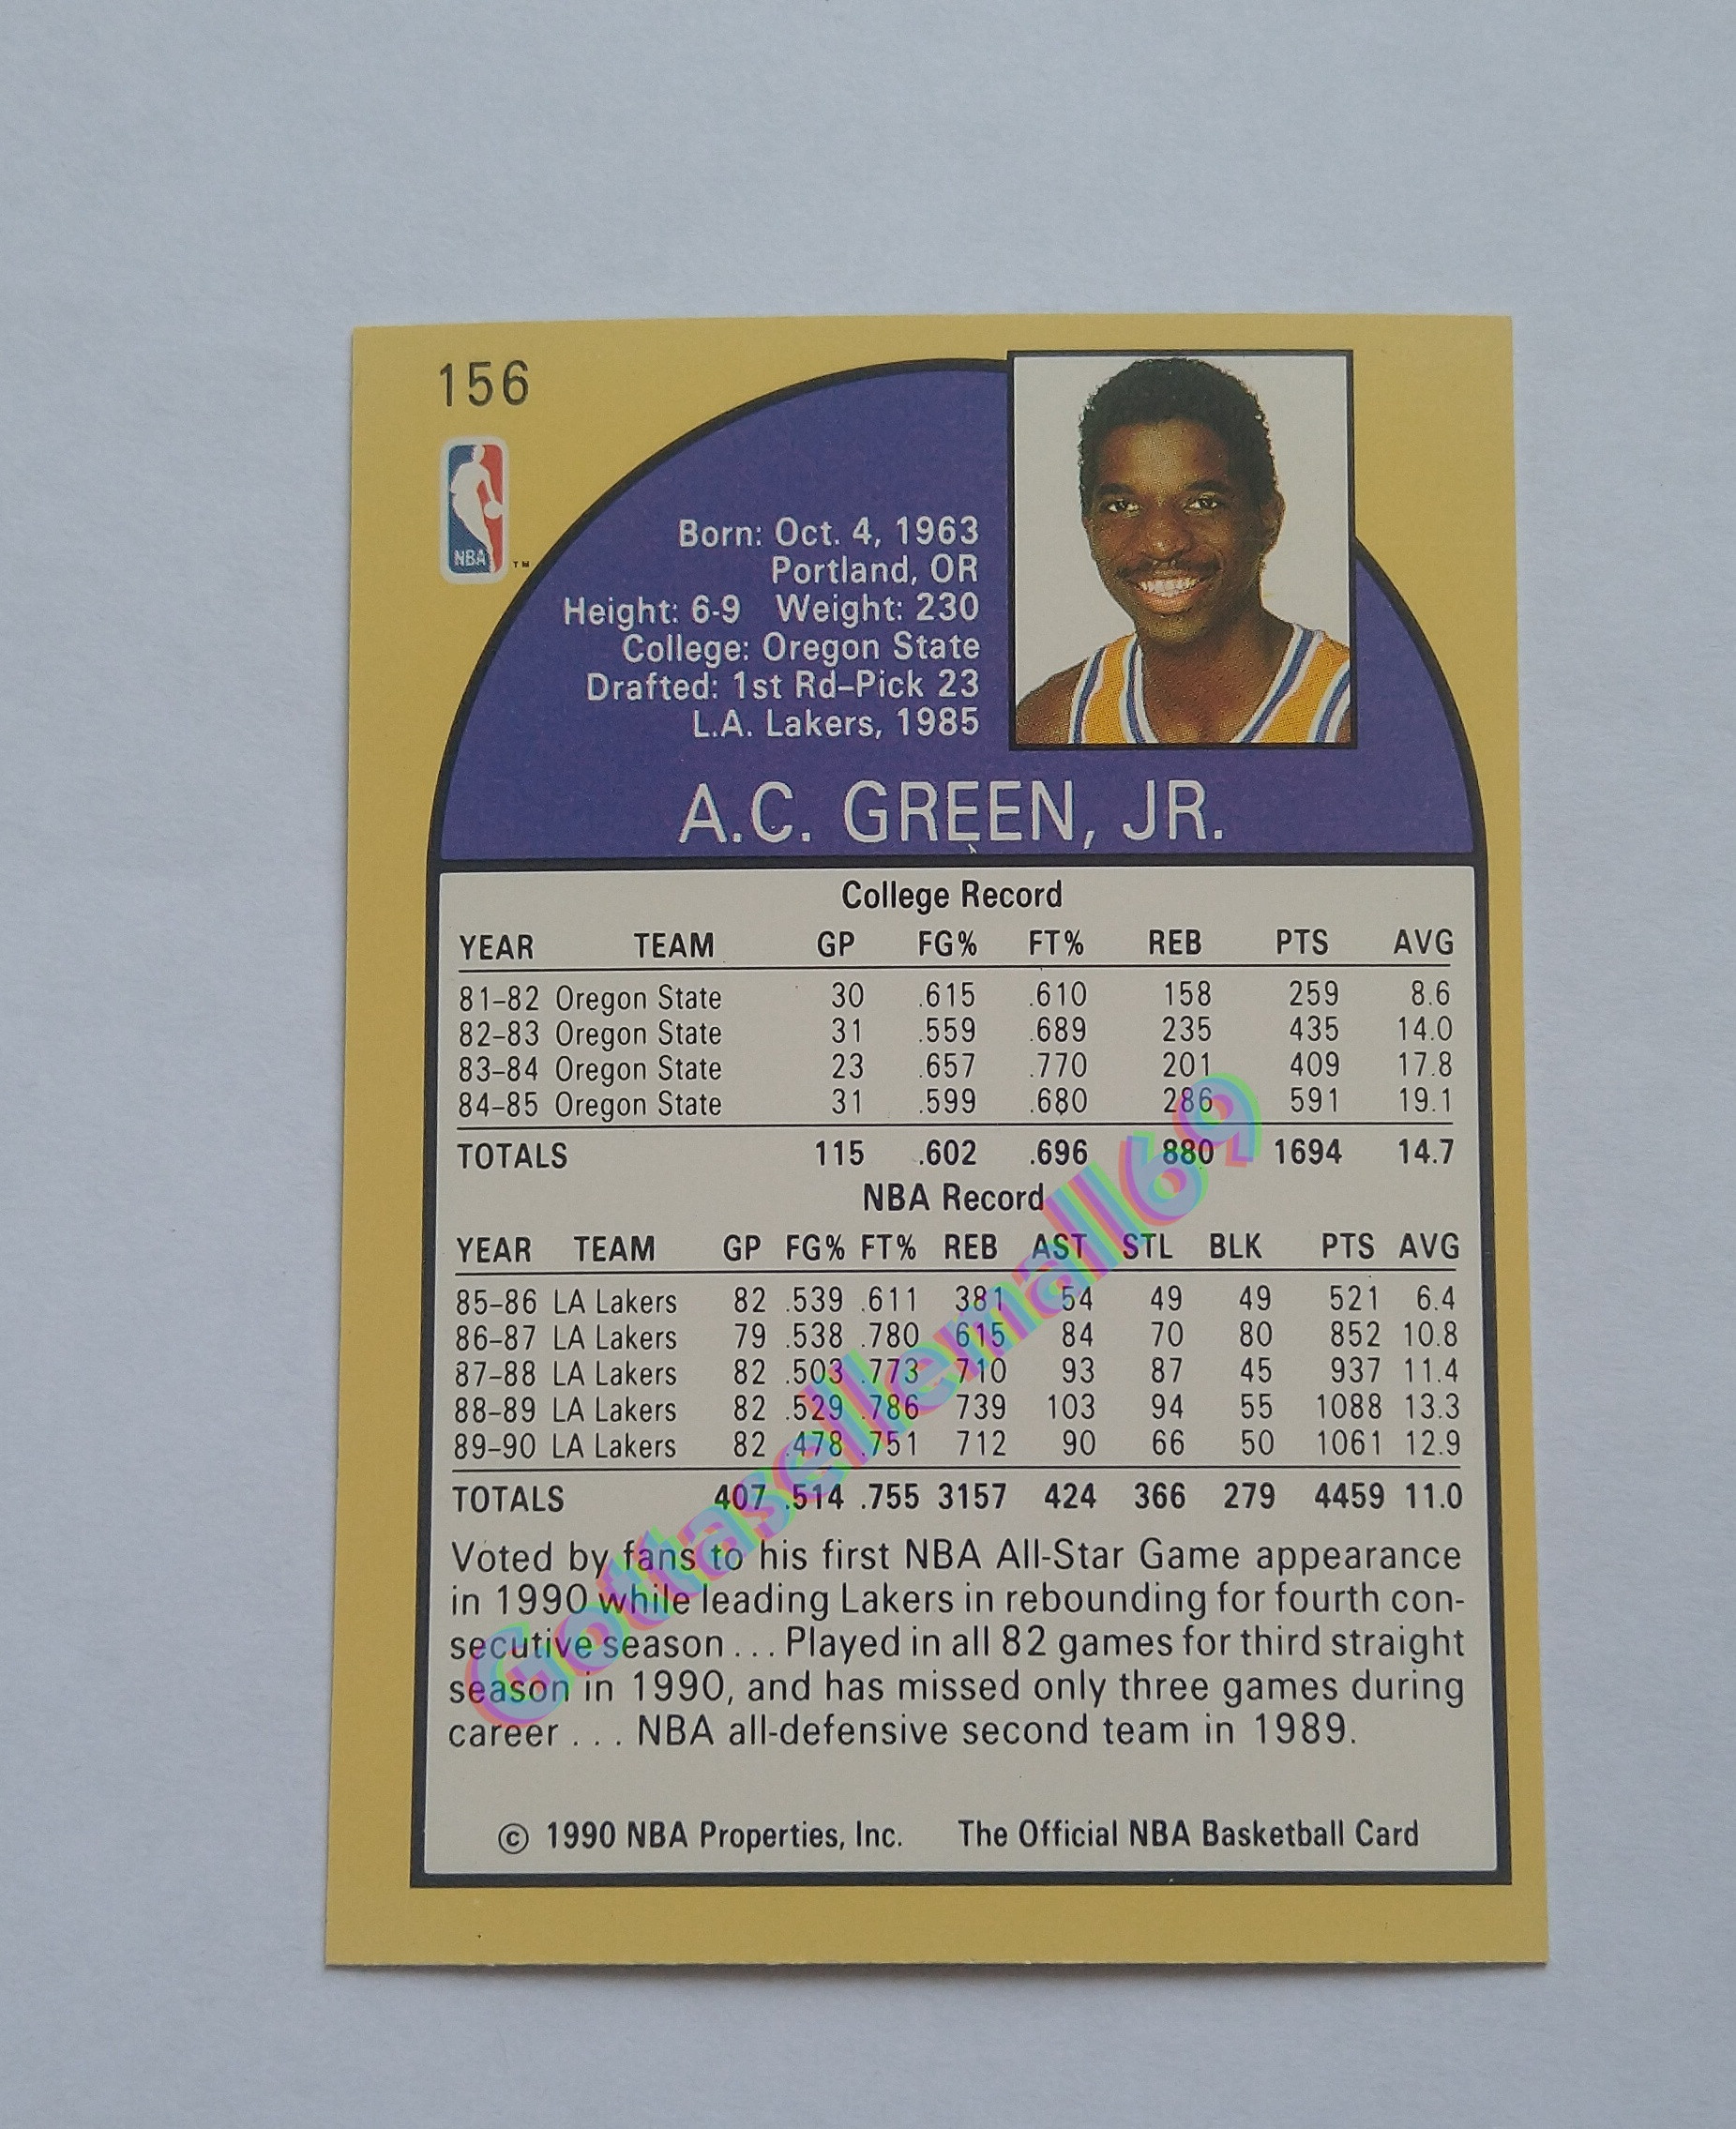 156
NBA
TM
Born: Oct. 4, 1963
Portland, OR
Height: 6-9 Weight: 230
College: Oregon State
Drafted: 1st Rd–Pick 23
L.A. Lakers, 1985
A.C. GREEN, JR.
College Record
YEAR TEAM GP FG% FT% REB PTS AVG
81–82 Oregon State 30 .615 .610 158 259 8.6
82–83 Oregon State 31 .559 .689 235 435 14.0
83–84 Oregon State 23 .657 .770 201 409 17.8
84–85 Oregon State 31 .599 .680 286 591 19.1
TOTALS 115 .602 .696 880 1694 14.7
NBA Record
YEAR TEAM GP FG% FT% REB AST STL BLK PTS AVG
85–86 LA Lakers 82 .539 .611 381 54 49 49 521 6.4
86–87 LA Lakers 79 .538 .780 615 84 70 80 852 10.8
87–88 LA Lakers 82 .503 .773 710 93 87 45 937 11.4
88–89 LA Lakers 82 .529 .786 739 103 94 55 1088 13.3
89–90 LA Lakers 82 .478 .751 712 90 66 50 1061 12.9
TOTALS 407 .514 .755 3157 424 366 279 4459 11.0
Voted by fans to his first NBA All-Star Game appearance
in 1990 while leading Lakers in rebounding for fourth con-
secutive season . . . Played in all 82 games for third straight
season in 1990, and has missed only three games during
career . . . NBA all-defensive second team in 1989.
© 1990 NBA Properties, Inc. The Official NBA Basketball Card
Gottasellemall69